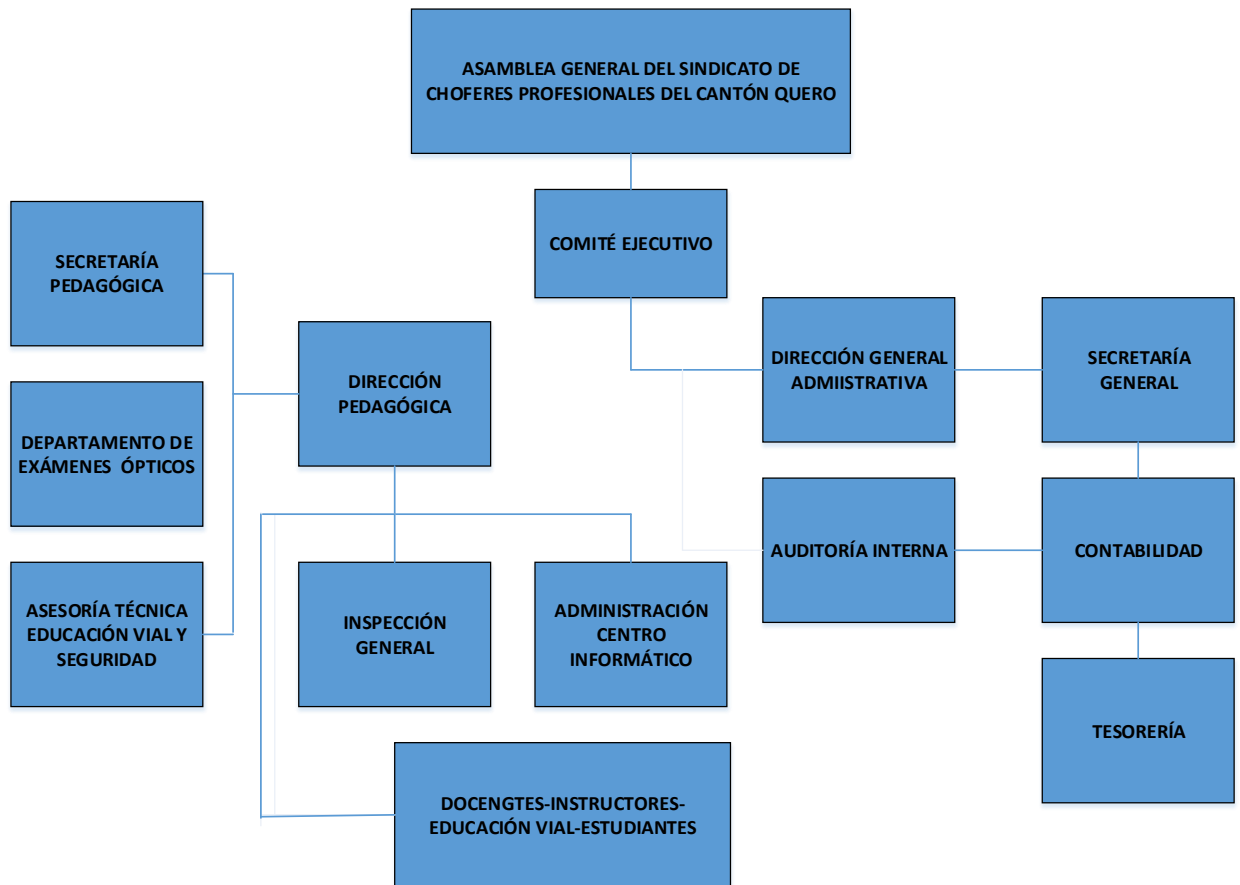 ASAMBLEA GENERAL DEL SINDICATO DE
CHOFERES PROFESIONALES DEL CANTÓN QUERO
COMITÉ EJECUTIVO
SECRETARÍA
PEDAGÓGICA
DIRECCIÓN
PEDAGÓGICA
DIRECCIÓN GENERAL
ADMIISTRATIVA
SECRETARÍA
GENERAL
DEPARTAMENTO DE
EXÁMENES ÓPTICOS
AUDITORÍA INTERNA
CONTABILIDAD
ASESORÍA TÉCNICA
EDUCACIÓN VIAL Y
SEGURIDAD
INSPECCIÓN
GENERAL
ADMINISTRACIÓN
CENTRO
INFORMÁTICO
TESORERÍA
DOCENGTES-INSTRUCTORES-
EDUCACIÓN VIAL-ESTUDIANTES